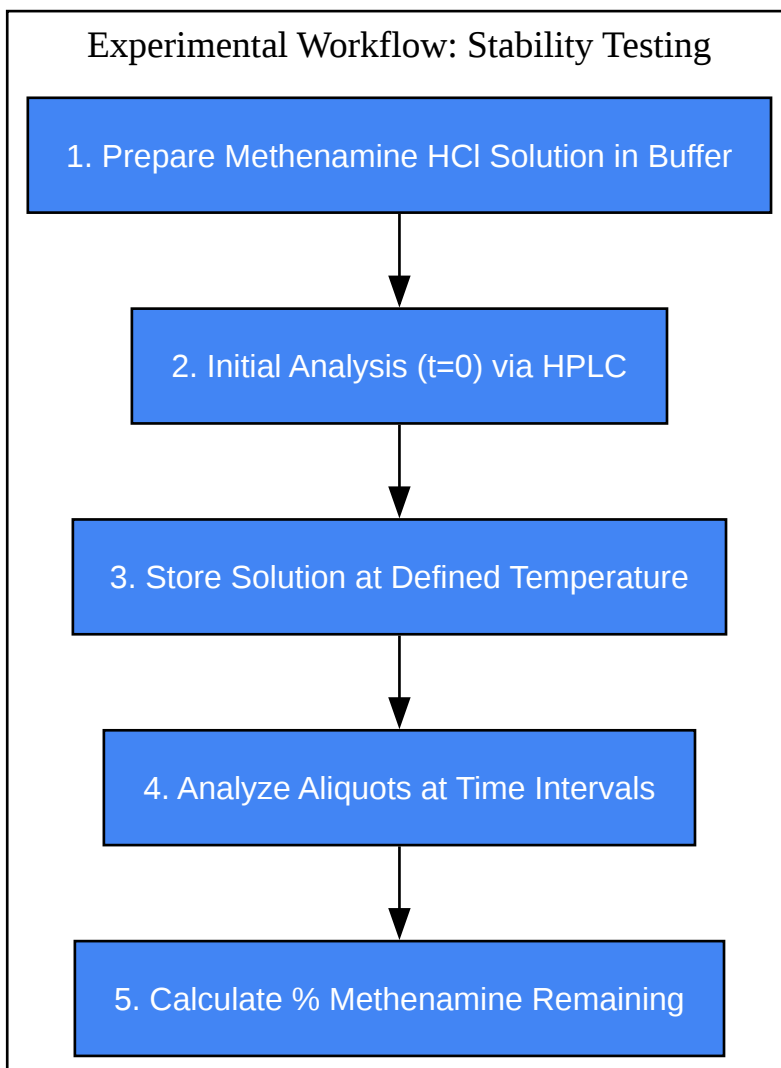 Experimental Workflow: Stability Testing
1. Prepare Methenamine HCl Solution in Buffer
2. Initial Analysis (t=0) via HPLC
3. Store Solution at Defined Temperature
4. Analyze Aliquots at Time Intervals
5. Calculate % Methenamine Remaining